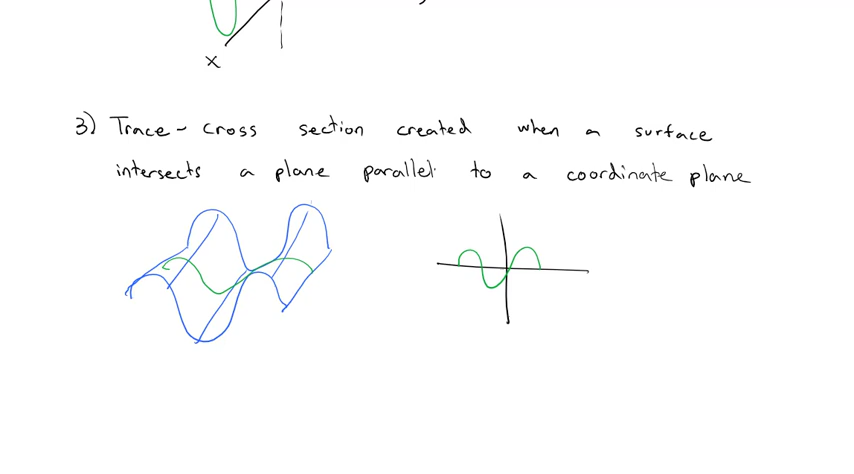 x
3) Trace - cross section created when a surface
intersects a plane parallel to a coordinate plane